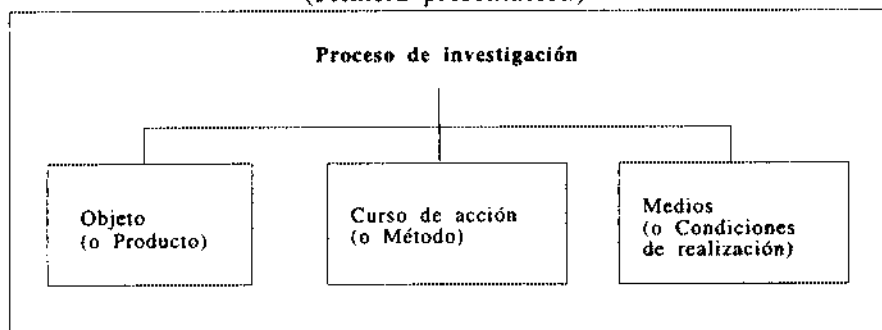 Proceso de investigación
Objeto
(o Producto)
Curso de acción
(o Método)
Medios
(o Condiciones
de realización)